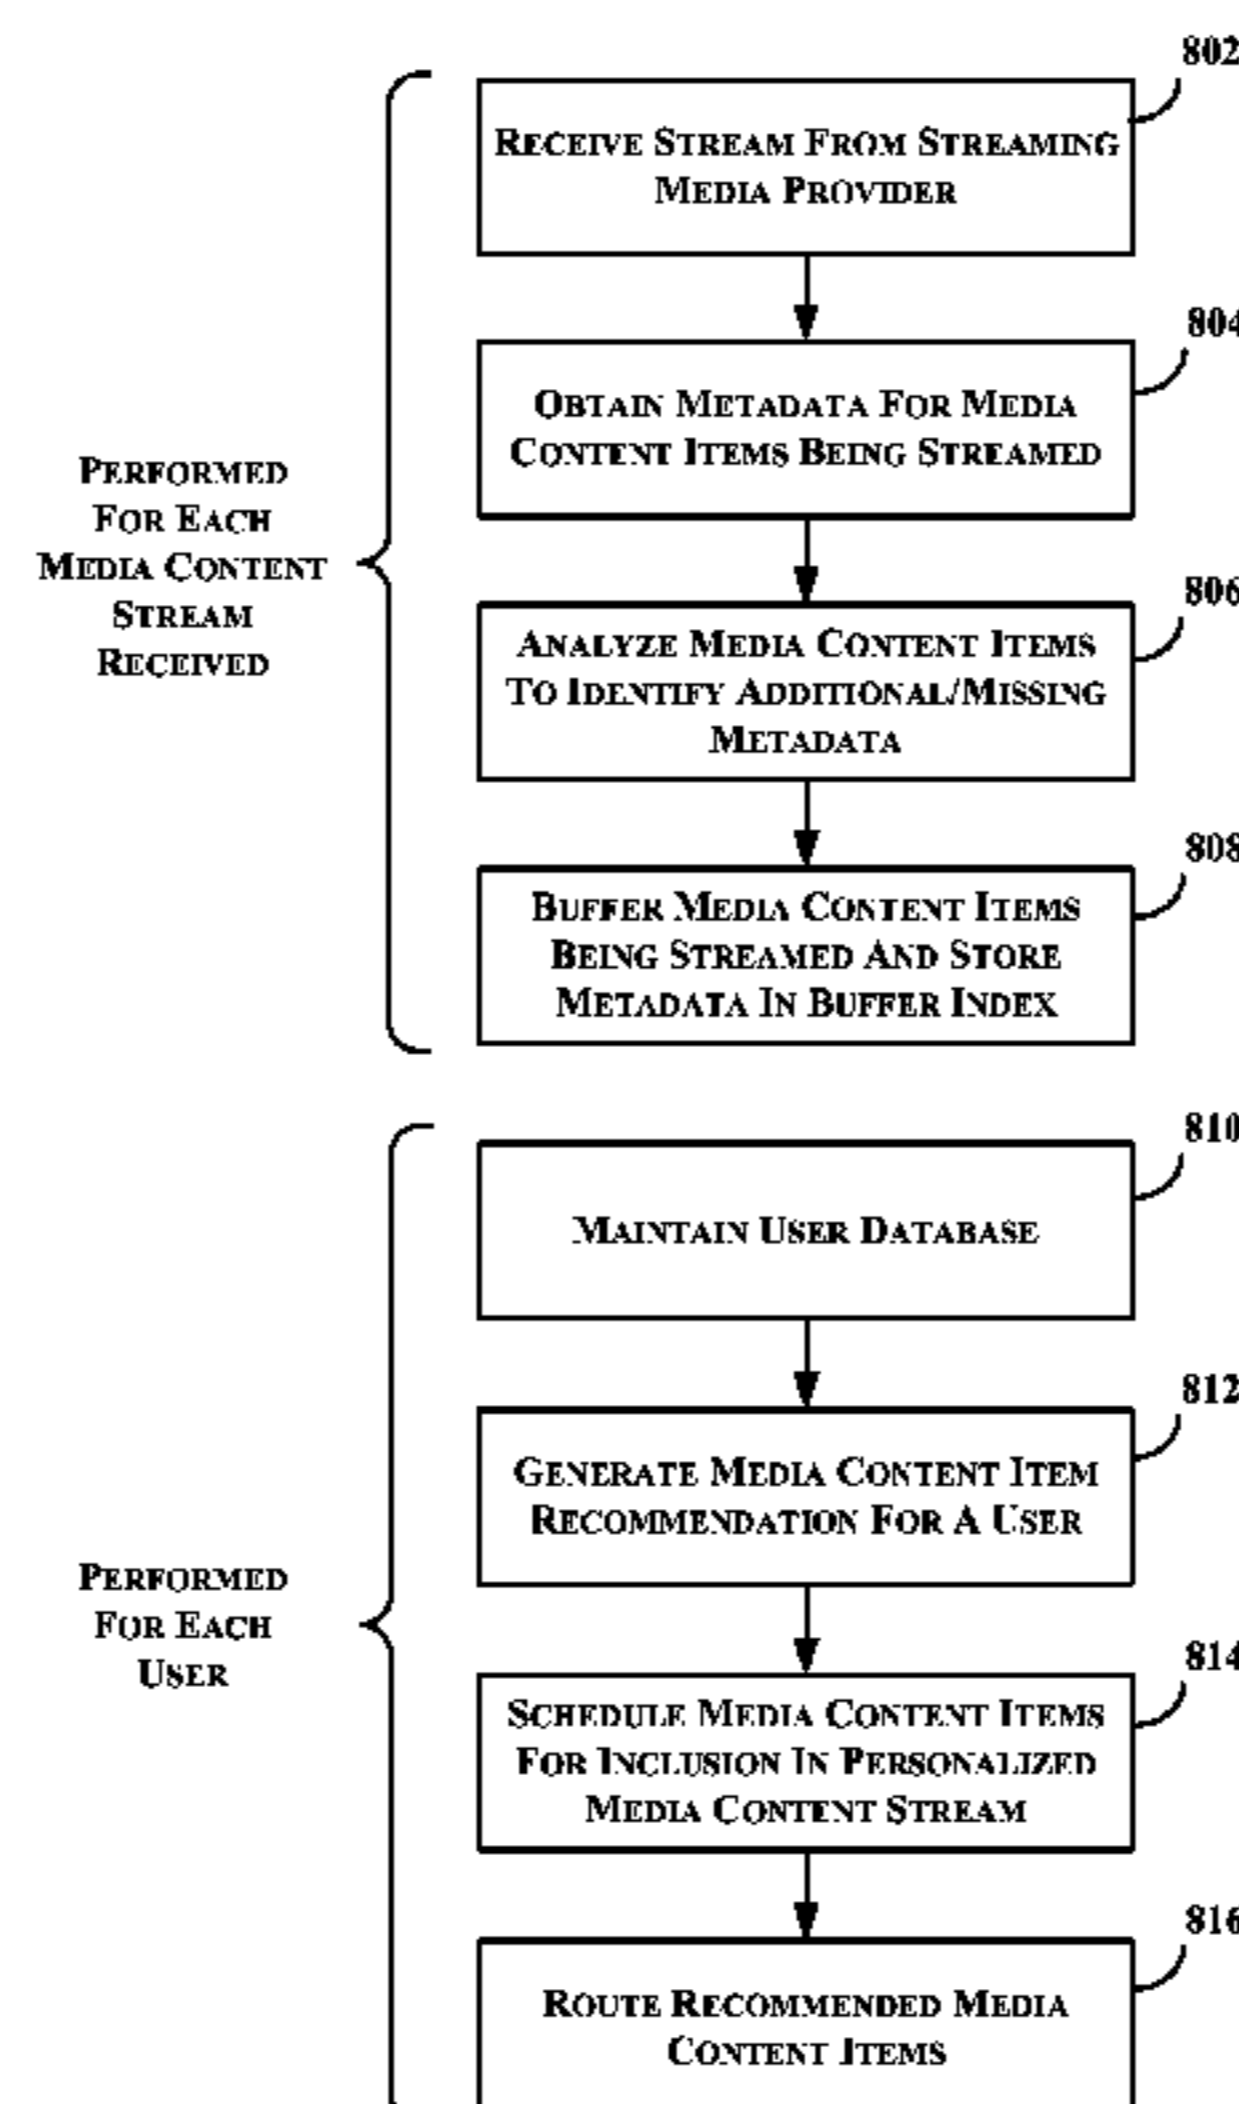 802
RECEIVE STREAM FROM STREAMING
MEDIA PROVIDER
804
OBTAIN METADATA FOR MEDIA
CONTENT ITEMS BEING STREAMED
PERFORMED
FOR EACH
MEDIA CONTENT
STREAM
RECEIVED
806
ANALYZE MEDIA CONTENT ITEMS
TO IDENTIFY ADDITIONAL/MISSING
METADATA
808
BUFFER MEDIA CONTENT ITEMS
BEING STREAMED AND STORE
METADATA IN BUFFER INDEX
810
MAINTAIN USER DATABASE
812
GENERATE MEDIA CONTENT ITEM
RECOMMENDATION FOR A USER
PERFORMED
FOR EACH
USER
814
SCHEDULE MEDIA CONTENT ITEMS
FOR INCLUSION IN PERSONALIZED
MEDIA CONTENT STREAM
816
ROUTE RECOMMENDED MEDIA
CONTENT ITEMS